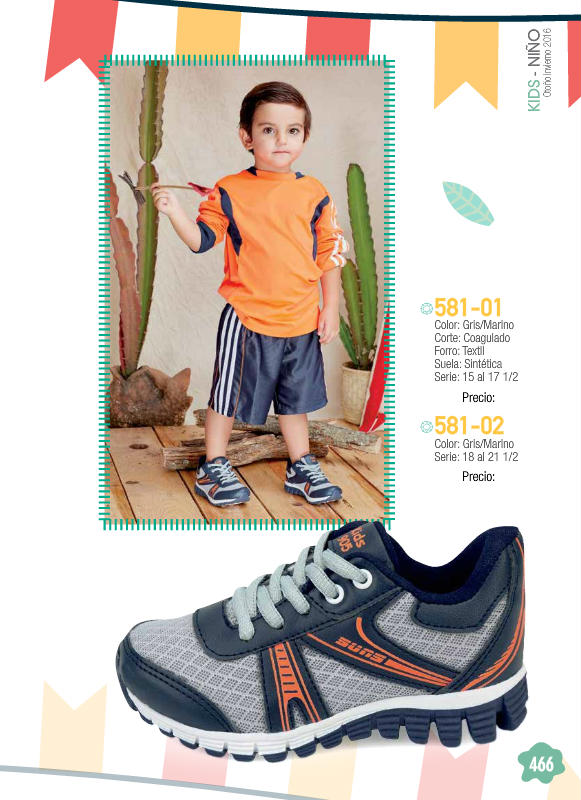 KIDS - NIÑO
Otoño Invierno 2016
581-01
Color: Gris/Marino
Corte: Coagulado
Forro: Textil
Suela: Sintética
Serie: 15 al 17 1/2
Precio:
581-02
Color: Gris/Marino
Serie: 18 al 21 1/2
Precio:
kids
SUNS
466